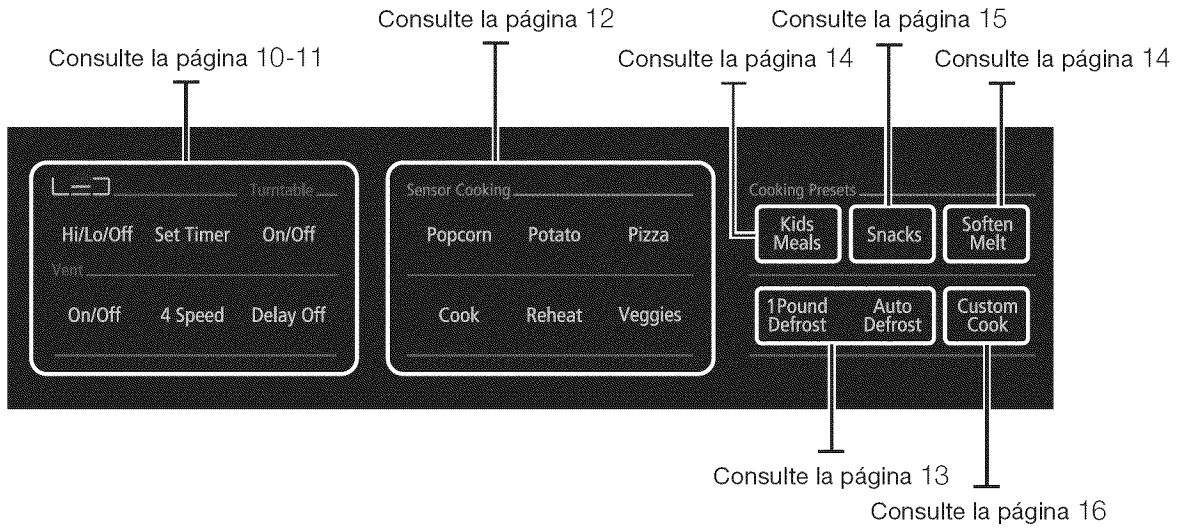 Consulte la página 12
Consulte la página 15
Consulte la página 10-11
Consulte la página 14
Consulte la página 14
LED
Turntable
Hi/Lo/Off Set Timer On/Off
Vent
On/Off 4 Speed Delay Off
Sensor Cooking
Popcorn Potato Pizza
Cook Reheat Veggies
Cooking Presets
Kids
Meals
Snacks
Soften
Melt
1Pound
Defrost
Auto
Defrost
Custom
Cook
Consulte la página 13
Consulte la página 16